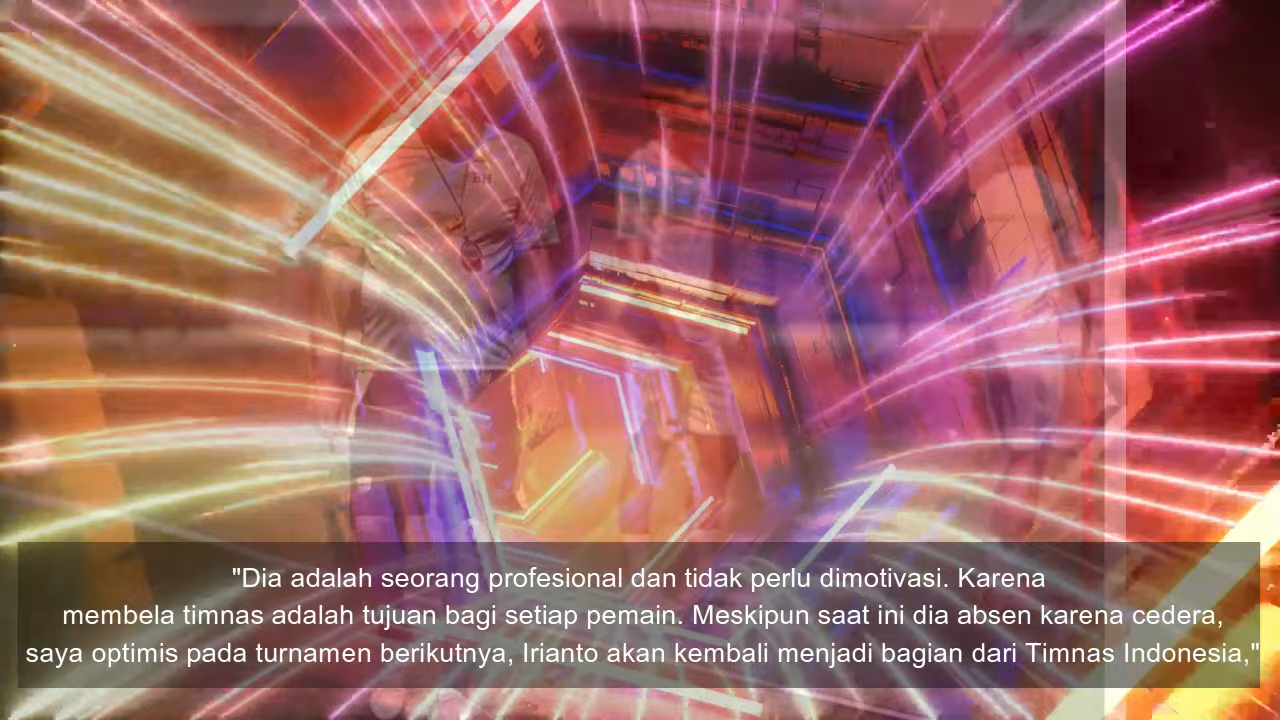 "Dia adalah seorang profesional dan tidak perlu dimotivasi. Karena
membela timnas adalah tujuan bagi setiap pemain. Meskipun saat ini dia absen karena cedera,
saya optimis pada turnamen berikutnya, Irianto akan kembali menjadi bagian dari Timnas Indonesia,"